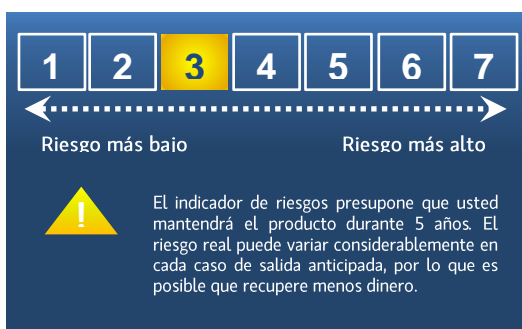 1 2 3 4 5 6 7
Riesgo más bajo Riesgo más alto
!
El indicador de riesgos presupone que usted
mantendrá el producto durante 5 años. El
riesgo real puede variar considerablemente en
cada caso de salida anticipada, por lo que es
posible que recupere menos dinero.